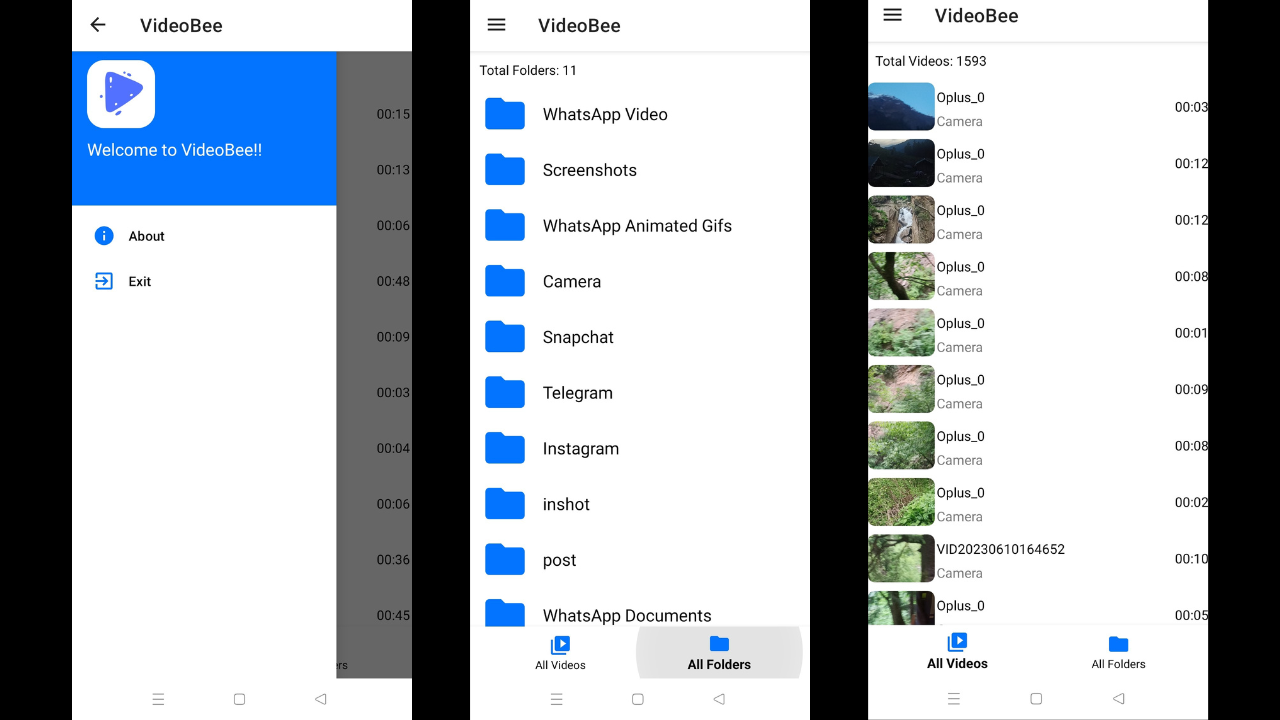 VideoBee
Welcome to VideoBee!!
About
Exit
00:15
00:13
00:06
00:48
00:09
00:03
00:04
00:06
00:36
00:45
ers
VideoBee
Total Folders: 11
WhatsApp Video
Screenshots
WhatsApp Animated Gifs
Camera
Snapchat
Telegram
Instagram
inshot
post
WhatsApp Documents
All Videos
All Folders
VideoBee
Total Videos: 1593
Oplus_0
Camera
00:03
Oplus_0
Camera
00:12
Oplus_0
Camera
00:12
Oplus_0
Camera
00:08
Oplus_0
Camera
00:01
Oplus_0
Camera
00:09
Oplus_0
Camera
00:08
Oplus_0
Camera
00:02
VID20230610164652
Camera
00:10
Oplus_0
00:05
All Videos
All Folders